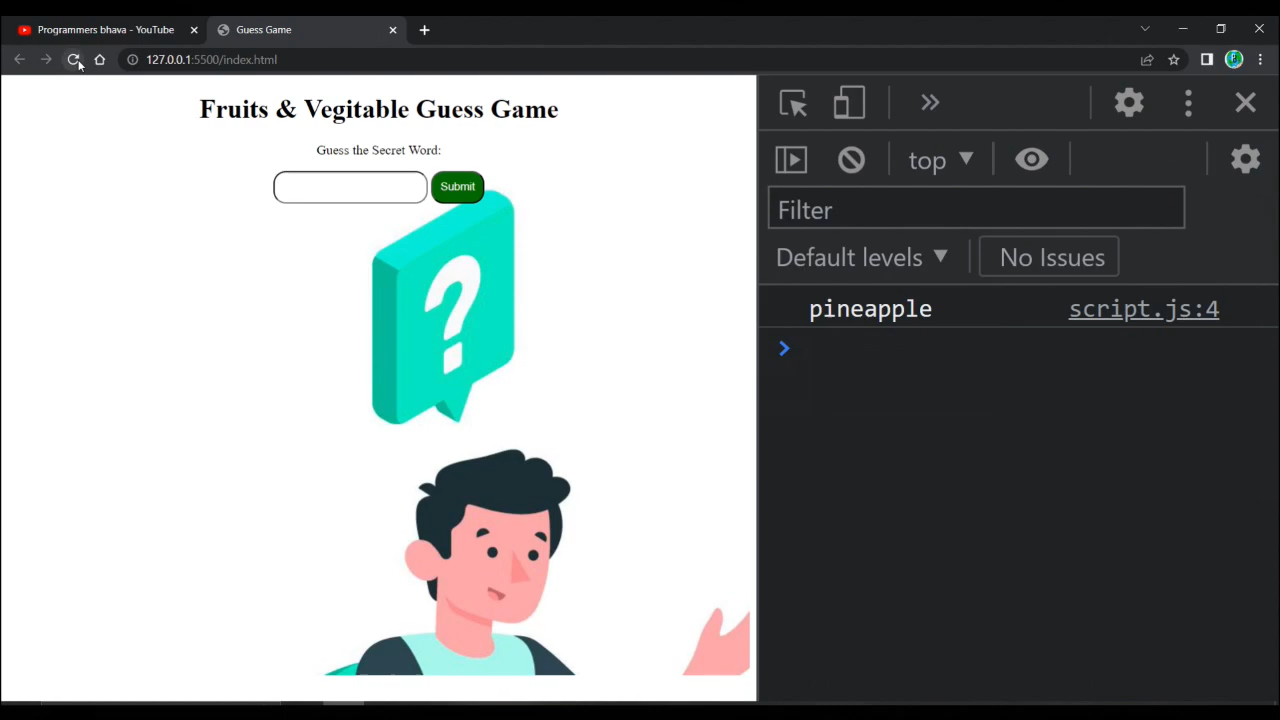 Programmers bhava - YouTube
Guess Game
127.0.0.1:5500/index.html
Fruits & Vegitable Guess Game
Guess the Secret Word:
Submit
?
top
Filter
Default levels
No Issues
pineapple script.js:4